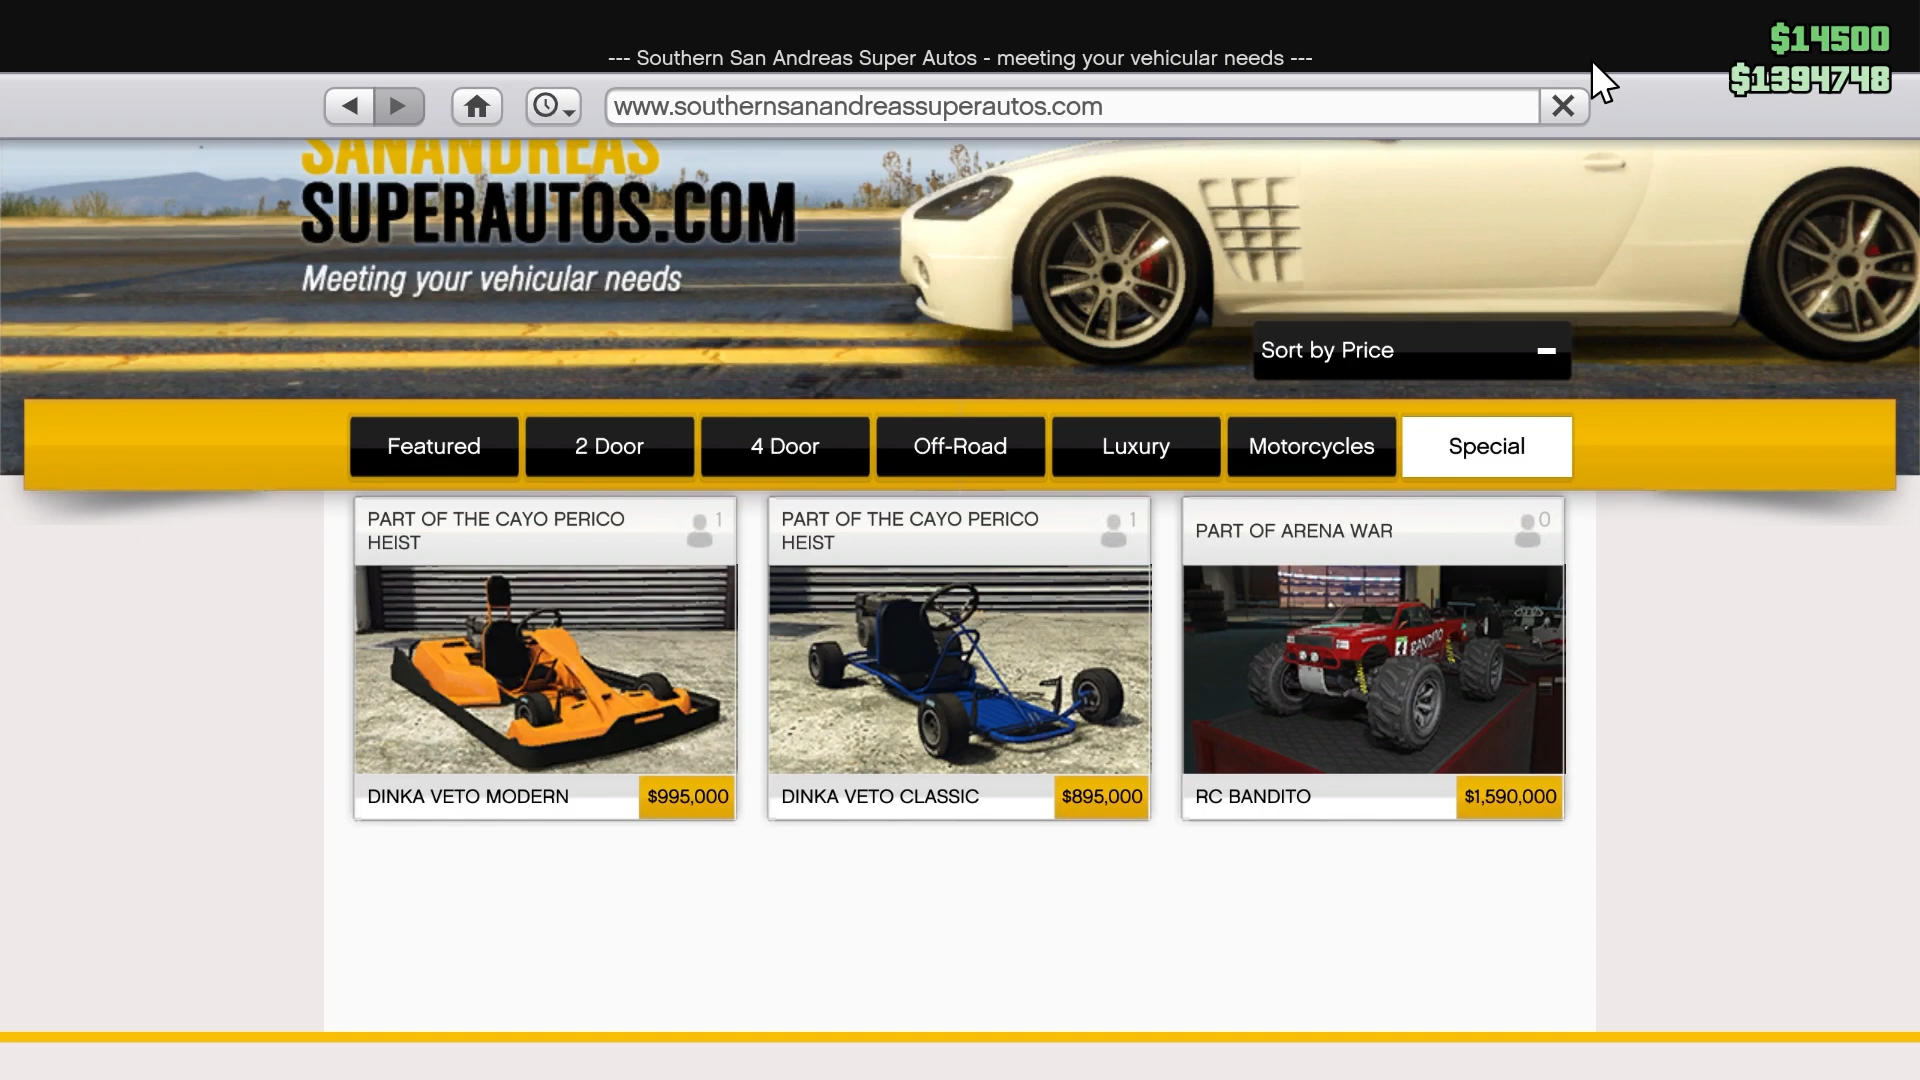 --- Southern San Andreas Super Autos - meeting your vehicular needs ---
$14500
$1394748
www.southernsanandreassuperautos.com
SANANDREAS
SUPERAUTOS.COM
Meeting your vehicular needs
Sort by Price
Featured
2 Door
4 Door
Off-Road
Luxury
Motorcycles
Special
PART OF THE CAYO PERICO
HEIST
1
PART OF THE CAYO PERICO
HEIST
1
PART OF ARENA WAR
0
BANDITO
DINKA VETO MODERN
$995,000
DINKA VETO CLASSIC
$895,000
RC BANDITO
$1,590,000